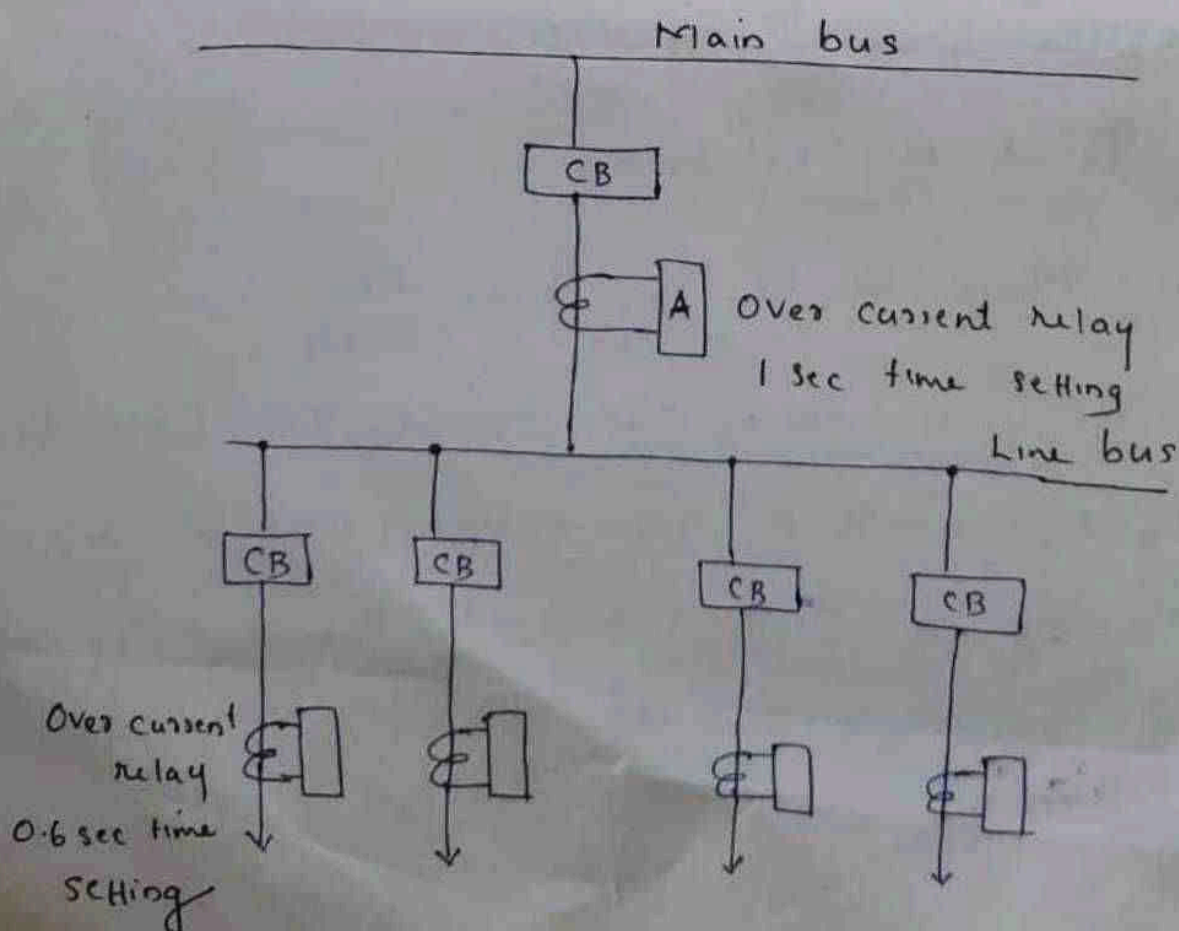 Main bus
CB
A
Over current relay
1 sec time setting
Line bus
CB
CB
CB
CB
Over current
relay
0.6 sec time
setting